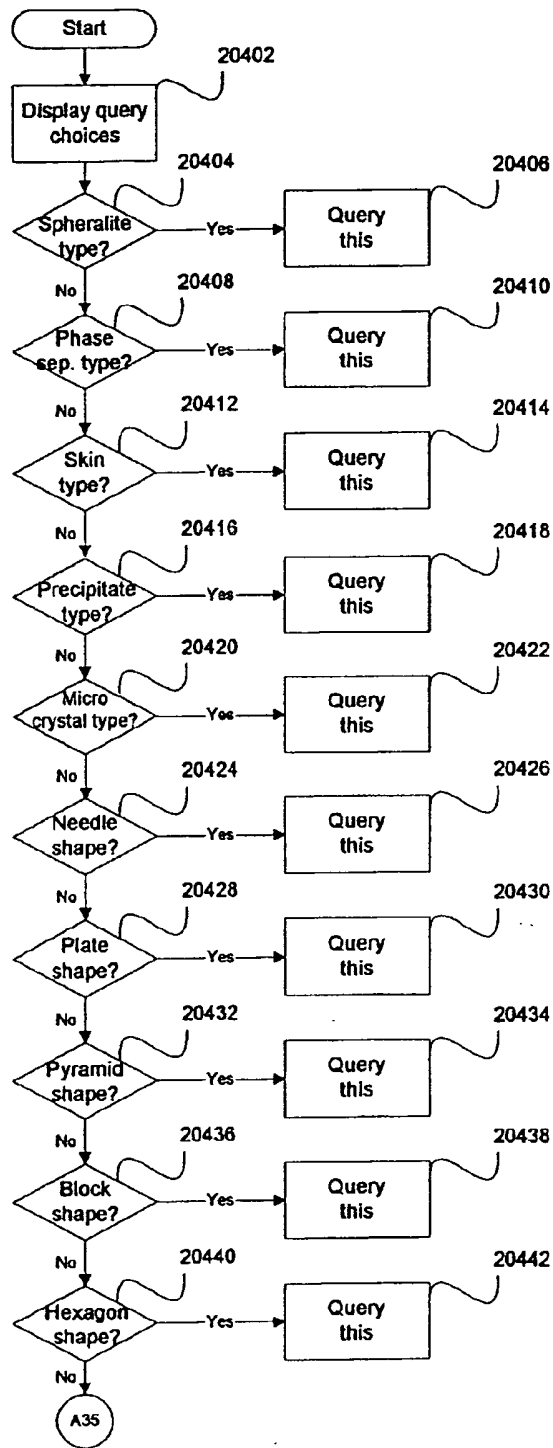 Start
20402
Display query
choices
20404
20406
Spheralite
type?
Yes
Query
this
No
20408
20410
Phase
sep. type?
Yes
Query
this
No
20412
20414
Skin
type?
Yes
Query
this
No
20416
20418
Precipitate
type?
Yes
Query
this
No
20420
20422
Micro
crystal type?
Yes
Query
this
No
20424
20426
Needle
shape?
Yes
Query
this
No
20428
20430
Plate
shape?
Yes
Query
this
No
20432
20434
Pyramid
shape?
Yes
Query
this
No
20436
20438
Block
shape?
Yes
Query
this
No
20440
20442
Hexagon
shape?
Yes
Query
this
No
A35